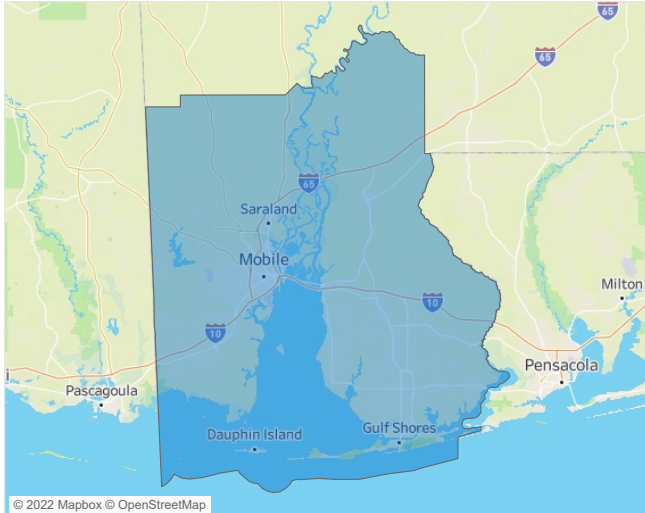 65
65
65
Saraland
Mobile
10
Milton
10
i
Pensacola
Pascagoula
Gulf Shores
Dauphin Island
© 2022 Mapbox © OpenStreetMap